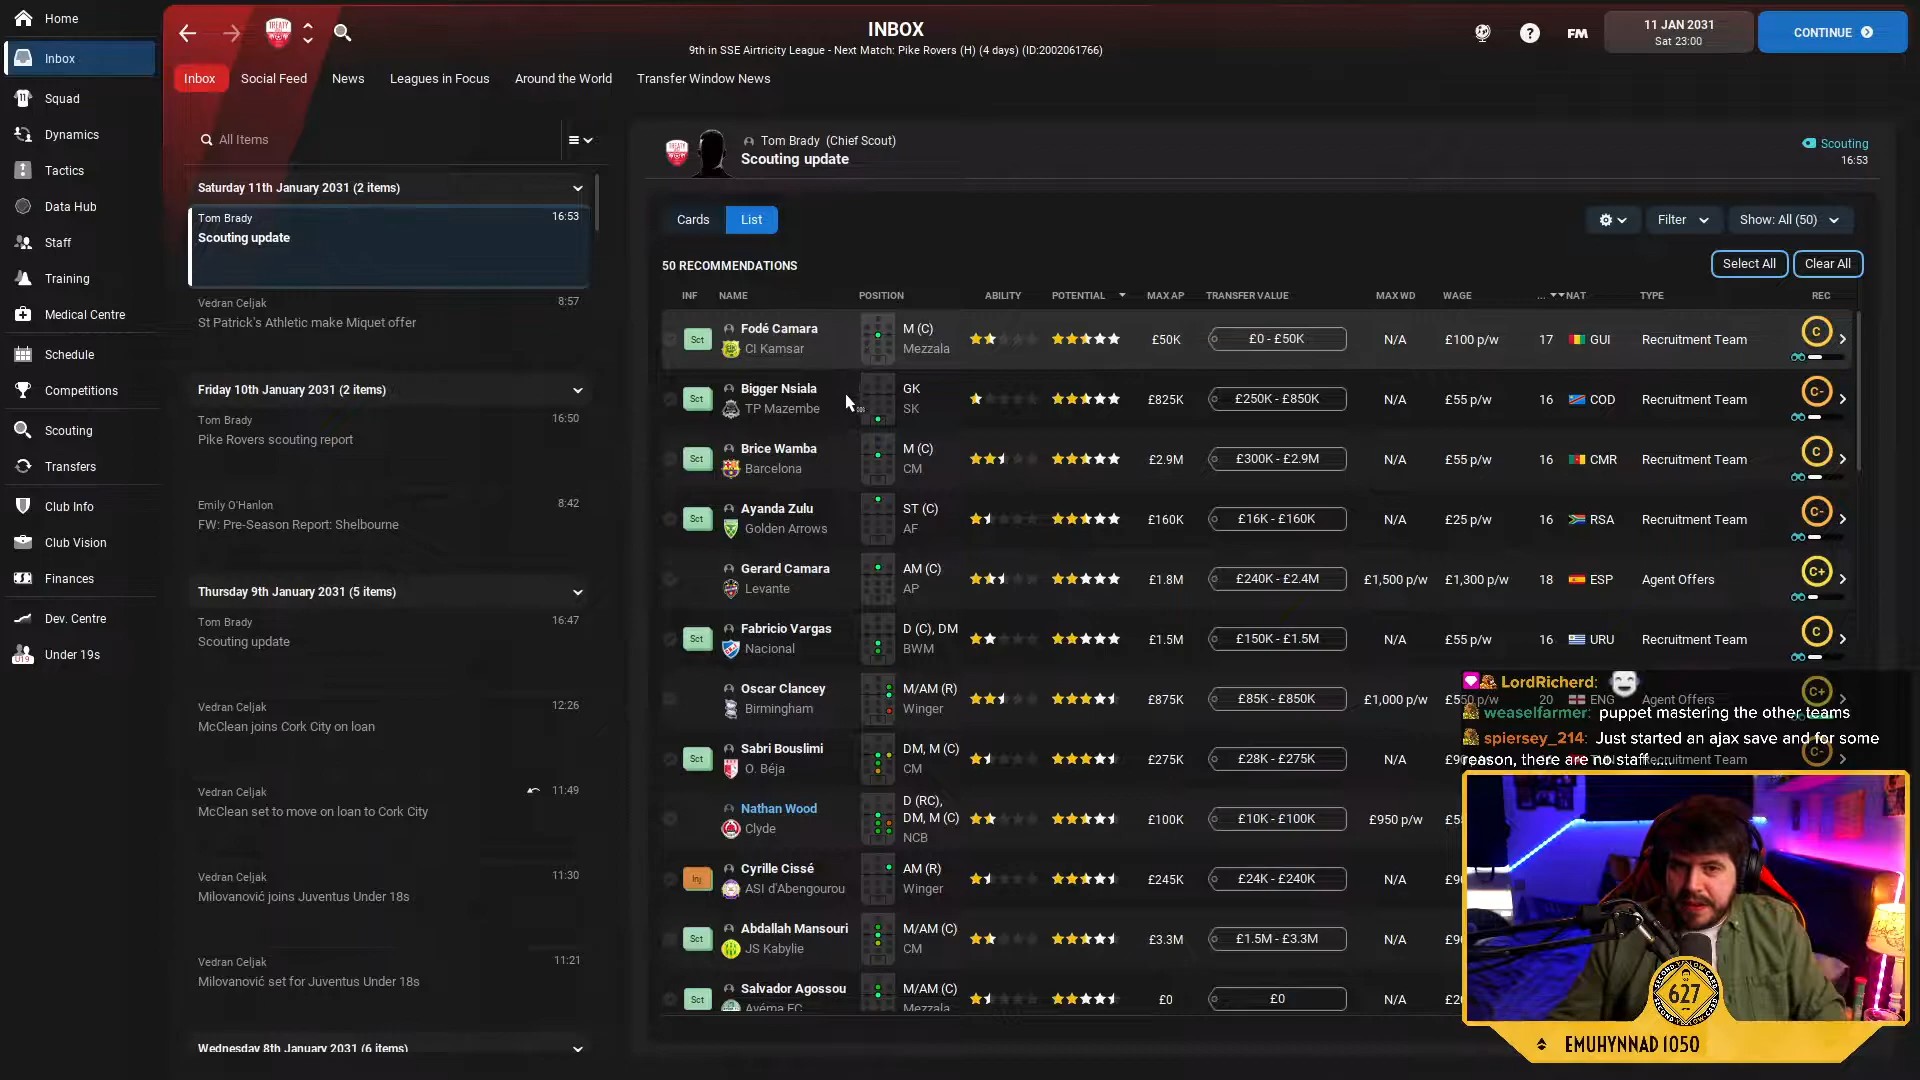 Home
Inbox
Squad
Dynamics
Tactics
Data Hub
Staff
Training
Medical Centre
Schedule
Competitions
Scouting
Transfers
Club Info
Club Vision
Finances
Dev. Centre
Under 19s
INBOX
9th in SSE Airtricity League - Next Match: Pike Rovers (H) (4 days) (ID:2002061766)
FM
11 JAN 2031
Sat 23:00
CONTINUE
Inbox Social Feed News Leagues in Focus Around the World Transfer Window News
All Items
Saturday 11th January 2031 (2 items)
Tom Brady 16:53
Scouting update
Vedran Celjak 8:57
St Patrick's Athletic make Miquet offer
Friday 10th January 2031 (2 items)
Tom Brady 16:50
Pike Rovers scouting report
Emily O'Hanlon 8:42
FW: Pre-Season Report: Shelbourne
Thursday 9th January 2031 (5 items)
Tom Brady 16:47
Scouting update
Vedran Celjak 12:26
McClean joins Cork City on loan
Vedran Celjak 11:49
McClean set to move on loan to Cork City
Vedran Celjak 11:30
Milovanović joins Juventus Under 18s
Vedran Celjak 11:21
Milovanović set for Juventus Under 18s
Wednesday 8th January 2031 (6 items)
Tom Brady (Chief Scout)
Scouting update
Scouting
16:53
Cards List
Filter Show: All (50)
50 RECOMMENDATIONS
Select All Clear All
INF NAME POSITION ABILITY POTENTIAL MAX AP TRANSFER VALUE MAX WD WAGE ... NAT TYPE REC
Sct Fodé Camara M (C) £50K £0 - £50K N/A £100 p/w 17 GUI Recruitment Team C
CI Kamsar Mezzala
Sct Bigger Nsiala GK £825K £250K - £850K N/A £55 p/w 16 COD Recruitment Team C-
TP Mazembe SK
Sct Brice Wamba M (C) £2.9M £300K - £2.9M N/A £55 p/w 16 CMR Recruitment Team C
Barcelona CM
Sct Ayanda Zulu ST (C) £160K £16K - £160K N/A £25 p/w 16 RSA Recruitment Team C-
Golden Arrows AF
Gerard Camara AM (C) £1.8M £240K - £2.4M £1,500 p/w £1,300 p/w 18 ESP Agent Offers C+
Levante AP
Sct Fabricio Vargas D (C), DM £1.5M £150K - £1.5M N/A £55 p/w 16 URU Recruitment Team C
Nacional BWM
Oscar Clancey M/AM (R) £875K £85K - £850K £1,000 p/w £550 p/w 20 ENG Agent Offers C+
Birmingham Winger
Sct Sabri Bouslimi DM, M (C) £275K £28K - £275K N/A Recruitment Team C-
O. Béja CM
Nathan Wood D (RC), DM, M (C) £100K £10K - £100K £950 p/w
Clyde NCB
Inj Cyrille Cissé AM (R) £245K £24K - £240K N/A
ASI d'Abengourou Winger
Sct Abdallah Mansouri M/AM (C) £3.3M £1.5M - £3.3M N/A
JS Kabylie CM
Sct Salvador Agossou M/AM (C) £0 £0 N/A
Avéma FC Mezzala
LordRicherd:
weaselfarmer: puppet mastering the other teams
spiersey_214: Just started an ajax save and for some
reason, there are no staff....
SECOND YELLOW CARD
627
EMUHYNNAD 1050